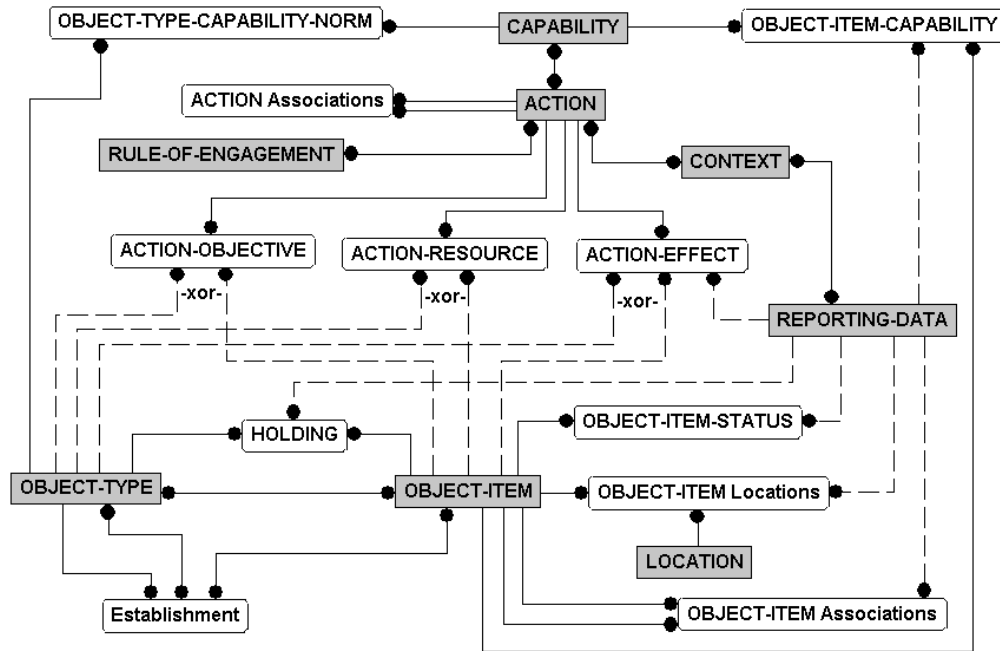 OBJECT-TYPE-CAPABILITY-NORM
CAPABILITY
OBJECT-ITEM-CAPABILITY
ACTION Associations
ACTION
RULE-OF-ENGAGEMENT
CONTEXT
ACTION-OBJECTIVE
ACTION-RESOURCE
ACTION-EFFECT
-xor-
-xor-
-xor-
REPORTING-DATA
HOLDING
OBJECT-ITEM-STATUS
OBJECT-TYPE
OBJECT-ITEM
OBJECT-ITEM Locations
LOCATION
Establishment
OBJECT-ITEM Associations